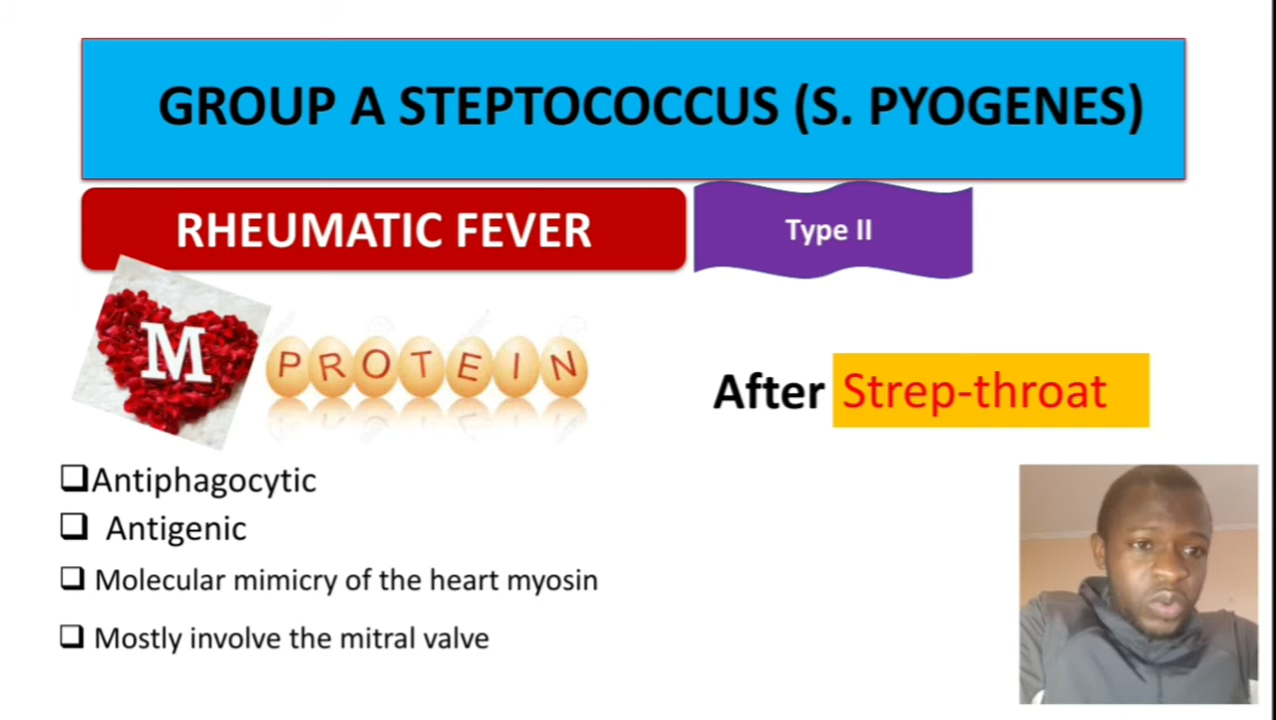 GROUP A STEPTOCOCCUS (S. PYOGENES)
RHEUMATIC FEVER
Type II
M PROTEIN
After Strep-throat
Antiphagocytic
Antigenic
Molecular mimicry of the heart myosin
Mostly involve the mitral valve